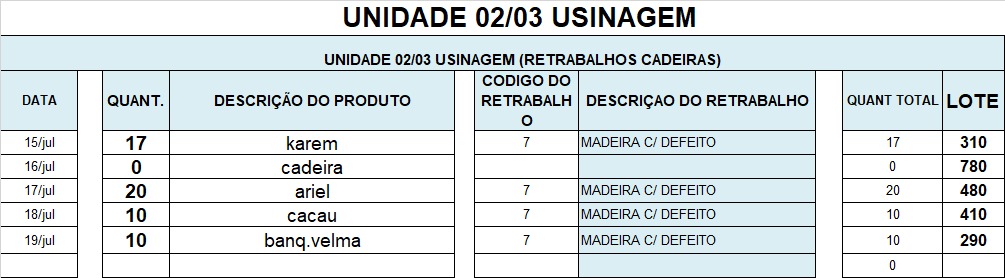 UNIDADE 02/03 USINAGEM
UNIDADE 02/03 USINAGEM (RETRABALHOS CADEIRAS)
DATA QUANT. DESCRIÇÃO DO PRODUTO CODIGO DO RETRABALH O DESCRIÇAO DO RETRABALHO QUANT TOTAL LOTE
15/jul 17 karem 7 MADEIRA C/ DEFEITO 17 310
16/jul 0 cadeira 0 780
17/jul 20 ariel 7 MADEIRA C/ DEFEITO 20 480
18/jul 10 cacau 7 MADEIRA C/ DEFEITO 10 410
19/jul 10 banq.velma 7 MADEIRA C/ DEFEITO 10 290
0